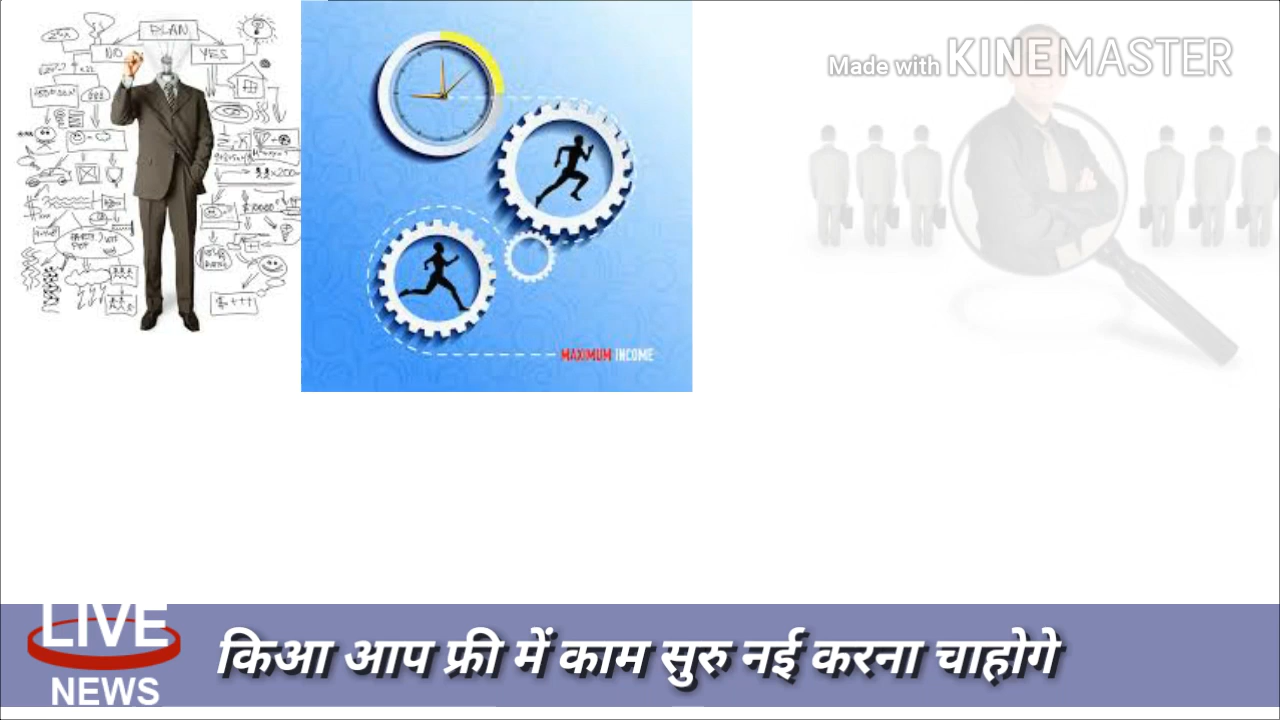 PLAN
NO
YES
Made with KINEMASTER
MAXIMUM INCOME
LIVE
NEWS
किआ आप फ्री में काम सुरु नई करना चाहोगे